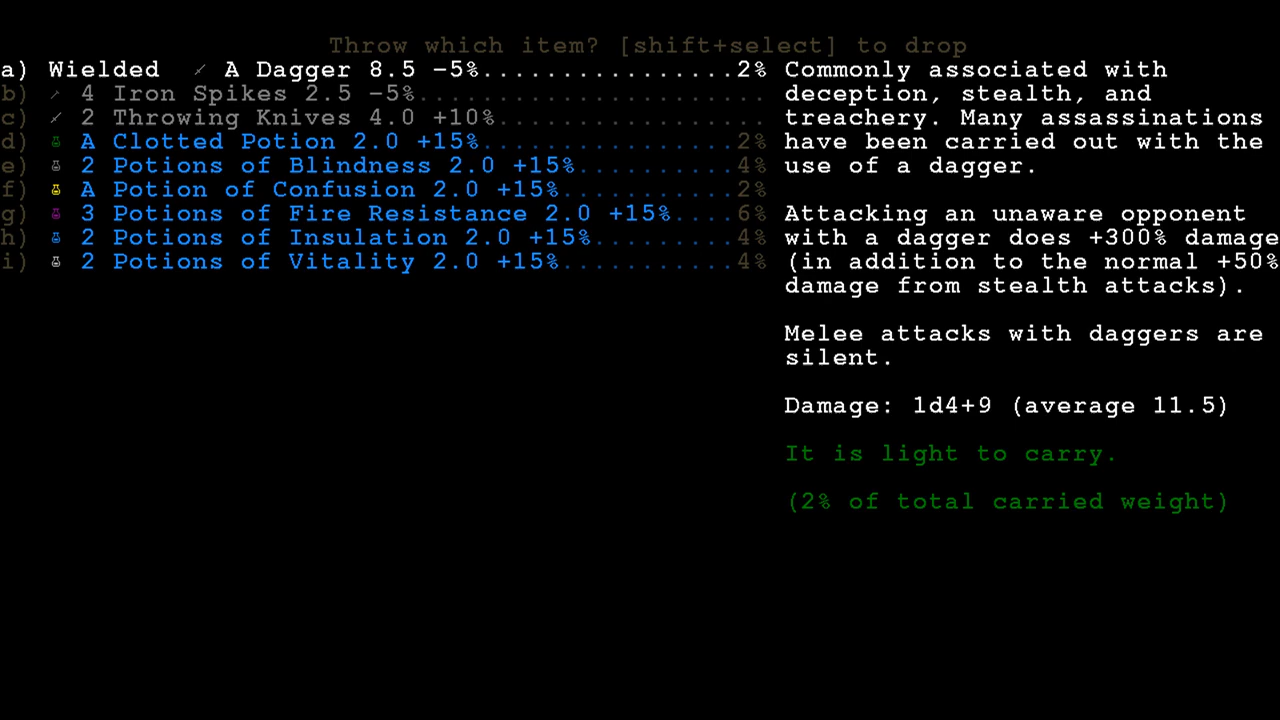 Throw which item? [shift+select] to drop
a) Wielded A Dagger 8.5 -5%................2%
b) 4 Iron Spikes 2.5 -5%......................
c) 2 Throwing Knives 4.0 +10%.................
d) A Clotted Potion 2.0 +15%................2%
e) 2 Potions of Blindness 2.0 +15%..........4%
f) A Potion of Confusion 2.0 +15%...........2%
g) 3 Potions of Fire Resistance 2.0 +15%....6%
h) 2 Potions of Insulation 2.0 +15%.........4%
i) 2 Potions of Vitality 2.0 +15%...........4%
Commonly associated with
deception, stealth, and
treachery. Many assassinations
have been carried out with the
use of a dagger.
Attacking an unaware opponent
with a dagger does +300% damage
(in addition to the normal +50%
damage from stealth attacks).
Melee attacks with daggers are
silent.
Damage: 1d4+9 (average 11.5)
It is light to carry.
(2% of total carried weight)